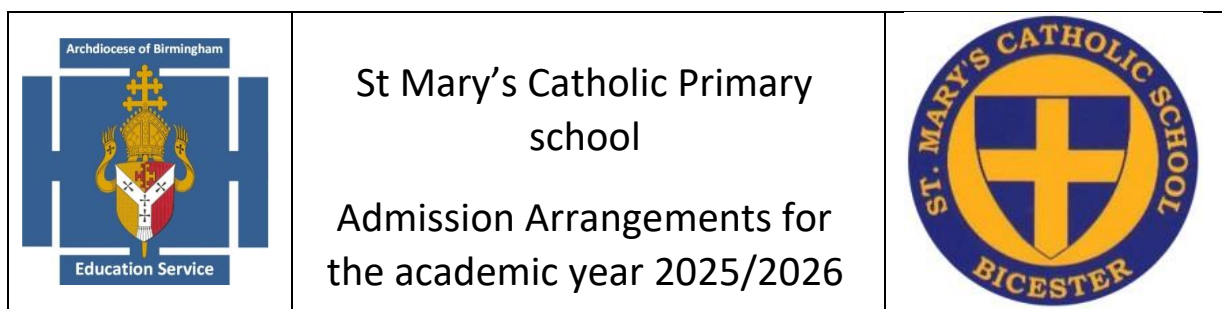 Archdiocese of Birmingham
Education Service
St Mary’s Catholic Primary
school
Admission Arrangements for
the academic year 2025/2026
ST. MARY'S CATHOLIC SCHOOL
BICESTER